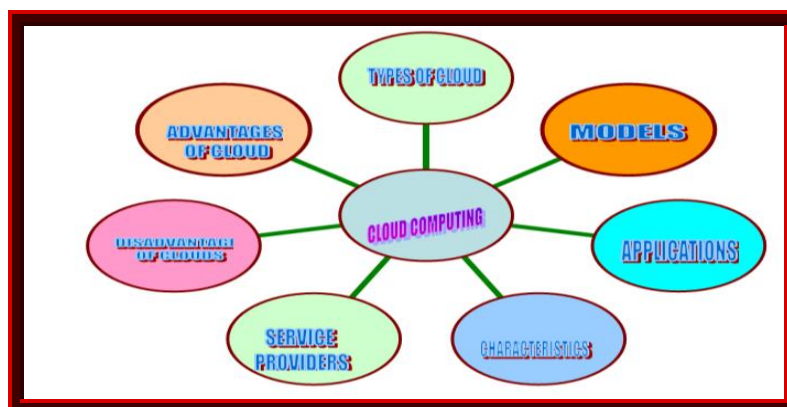 TYPES OF CLOUD
ADVANTAGES
OF CLOUD
MODELS
CLOUD COMPUTING
DISADVANTAGE
OF CLOUDS
APPLICATIONS
SERVICE
PROVIDERS
CHARACTERISTICS